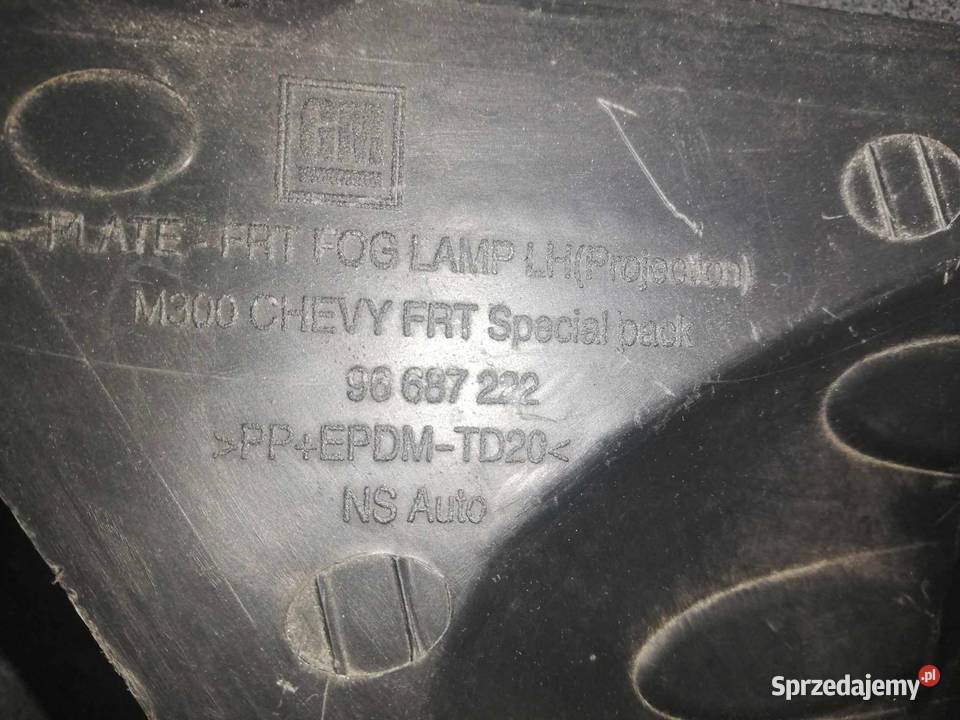 GM
PLATE - FRT FOG LAMP LH(Projection)
M300 CHEVY FRT Special pack
96 687 222
>PP+EPDM-TD20<
NS Auto
Sprzedajemy.pl